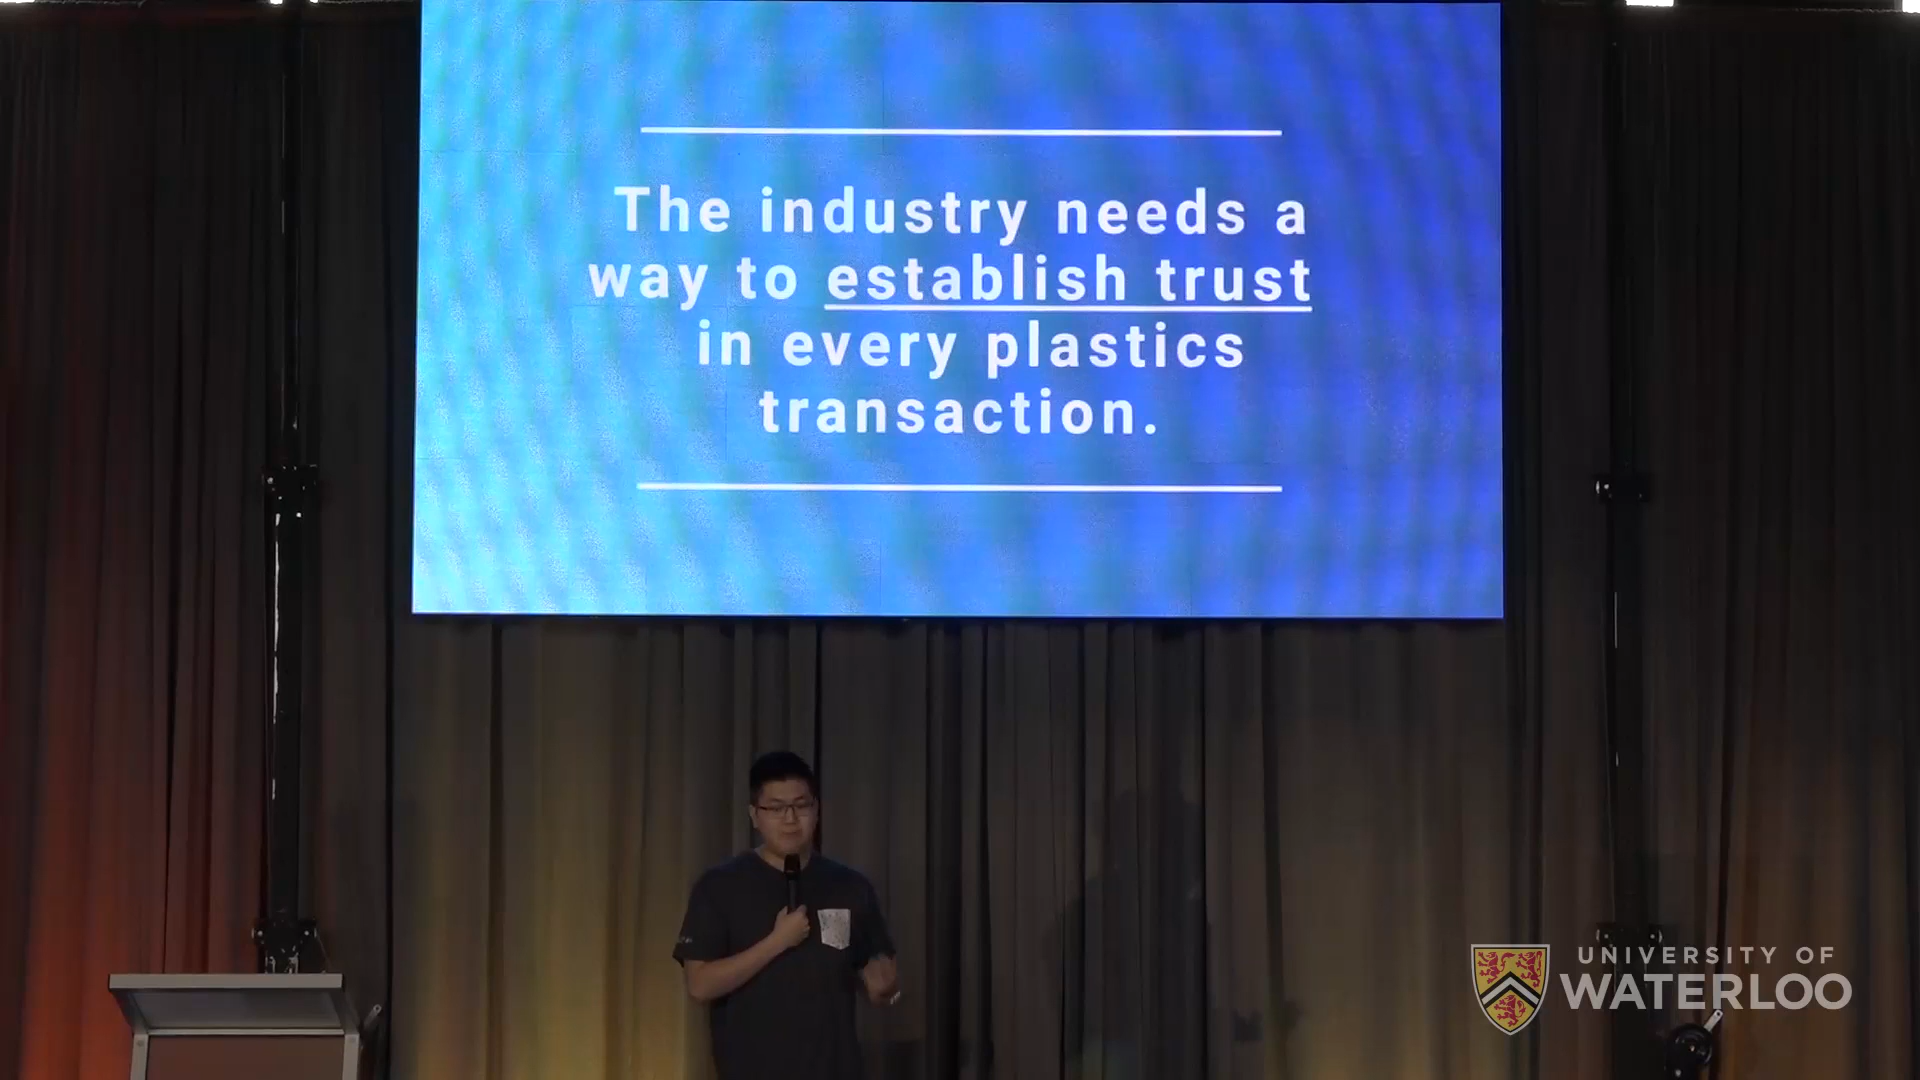 The industry needs a
way to establish trust
in every plastics
transaction.
UNIVERSITY OF
WATERLOO